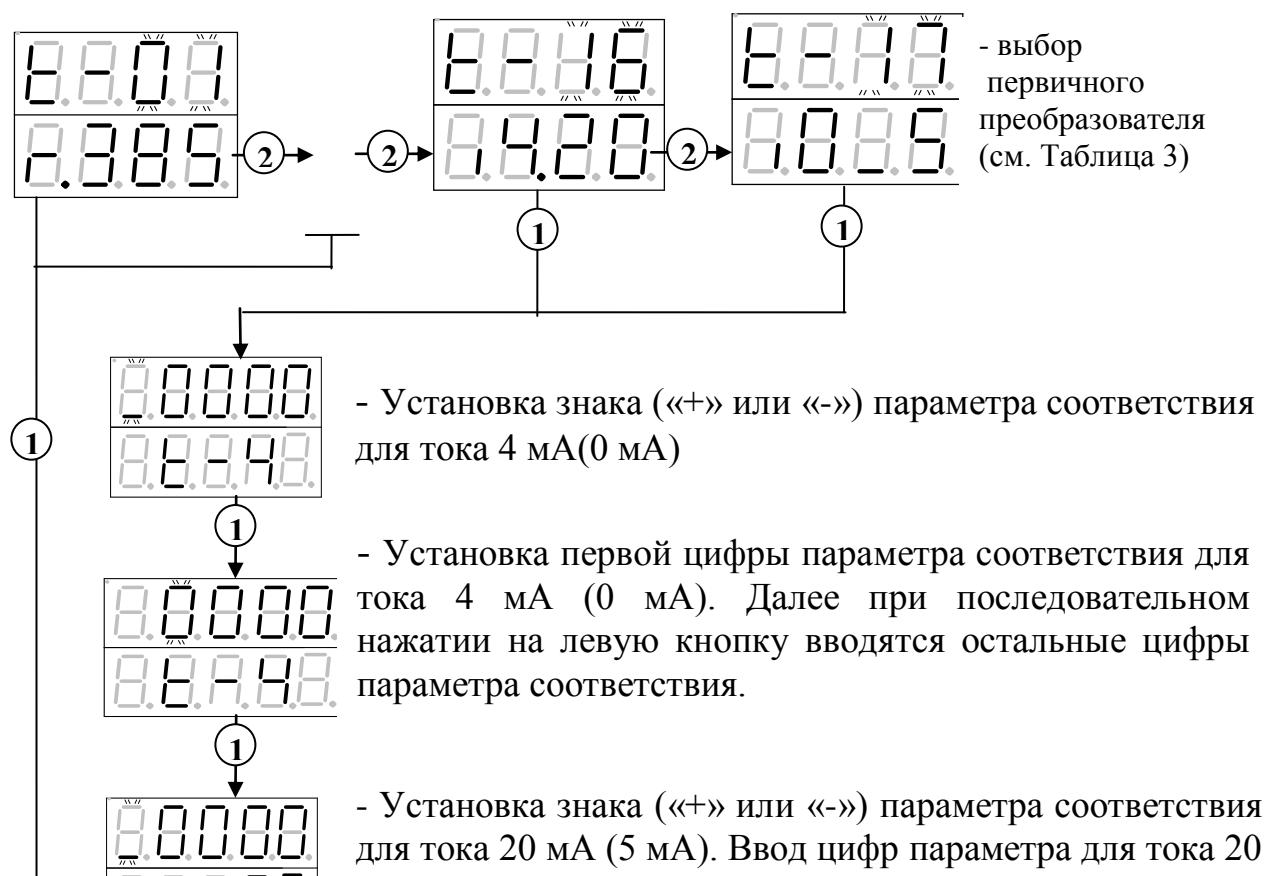 t-01
r.385
2
2
t-16
i4.20
2
t-17
i.0_5
- выбор
первичного
преобразователя
(см. Таблица 3)
1
1
1
_0000
t-4
- Установка знака («+» или «-») параметра соответствия
для тока 4 мА(0 мА)
1
0000
t-4
- Установка первой цифры параметра соответствия для
тока 4 мА (0 мА). Далее при последовательном
нажатии на левую кнопку вводятся остальные цифры
параметра соответствия.
1
_0000
- Установка знака («+» или «-») параметра соответствия
для тока 20 мА (5 мА). Ввод цифр параметра для тока 20